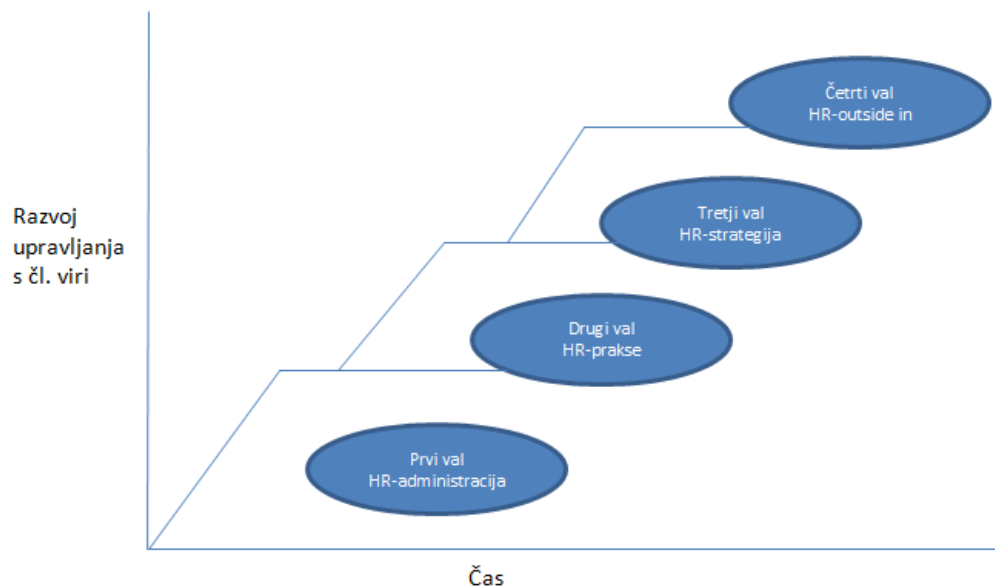 Četrti val
HR-outside in
Tretji val
HR-strategija
Razvoj
upravljanja
s čl. viri
Drugi val
HR-prakse
Prvi val
HR-administracija
Čas